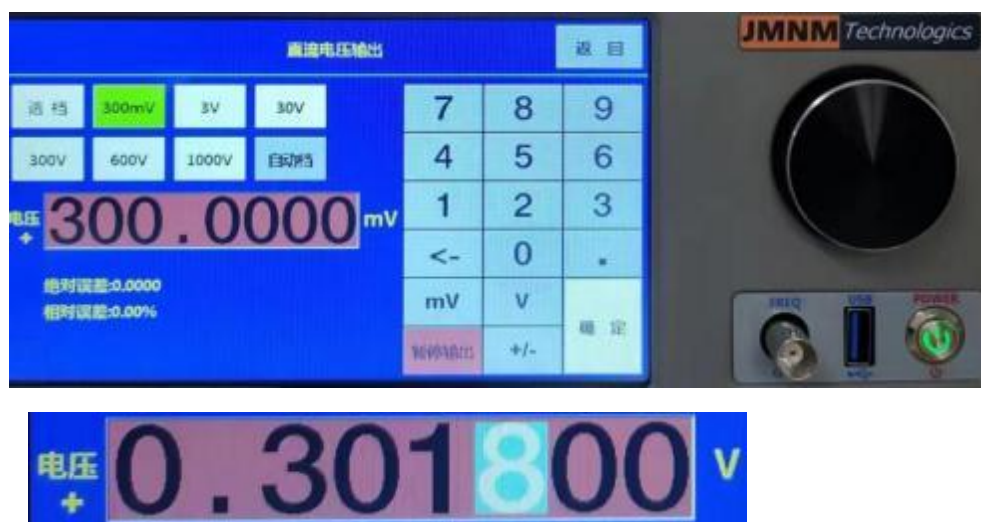 直流电压输出
返 回
JMNM Technologics
选 档 300mV 3V 30V
300V 600V 1000V 自动档
电压 + 300.0000 mV
绝对误差:0.0000
相对误差:0.00%
7 8 9
4 5 6
1 2 3
<- 0 .
mV V
暂停输出 +/- 确 定
FREQ USB POWER
电压 + 0.301800 V